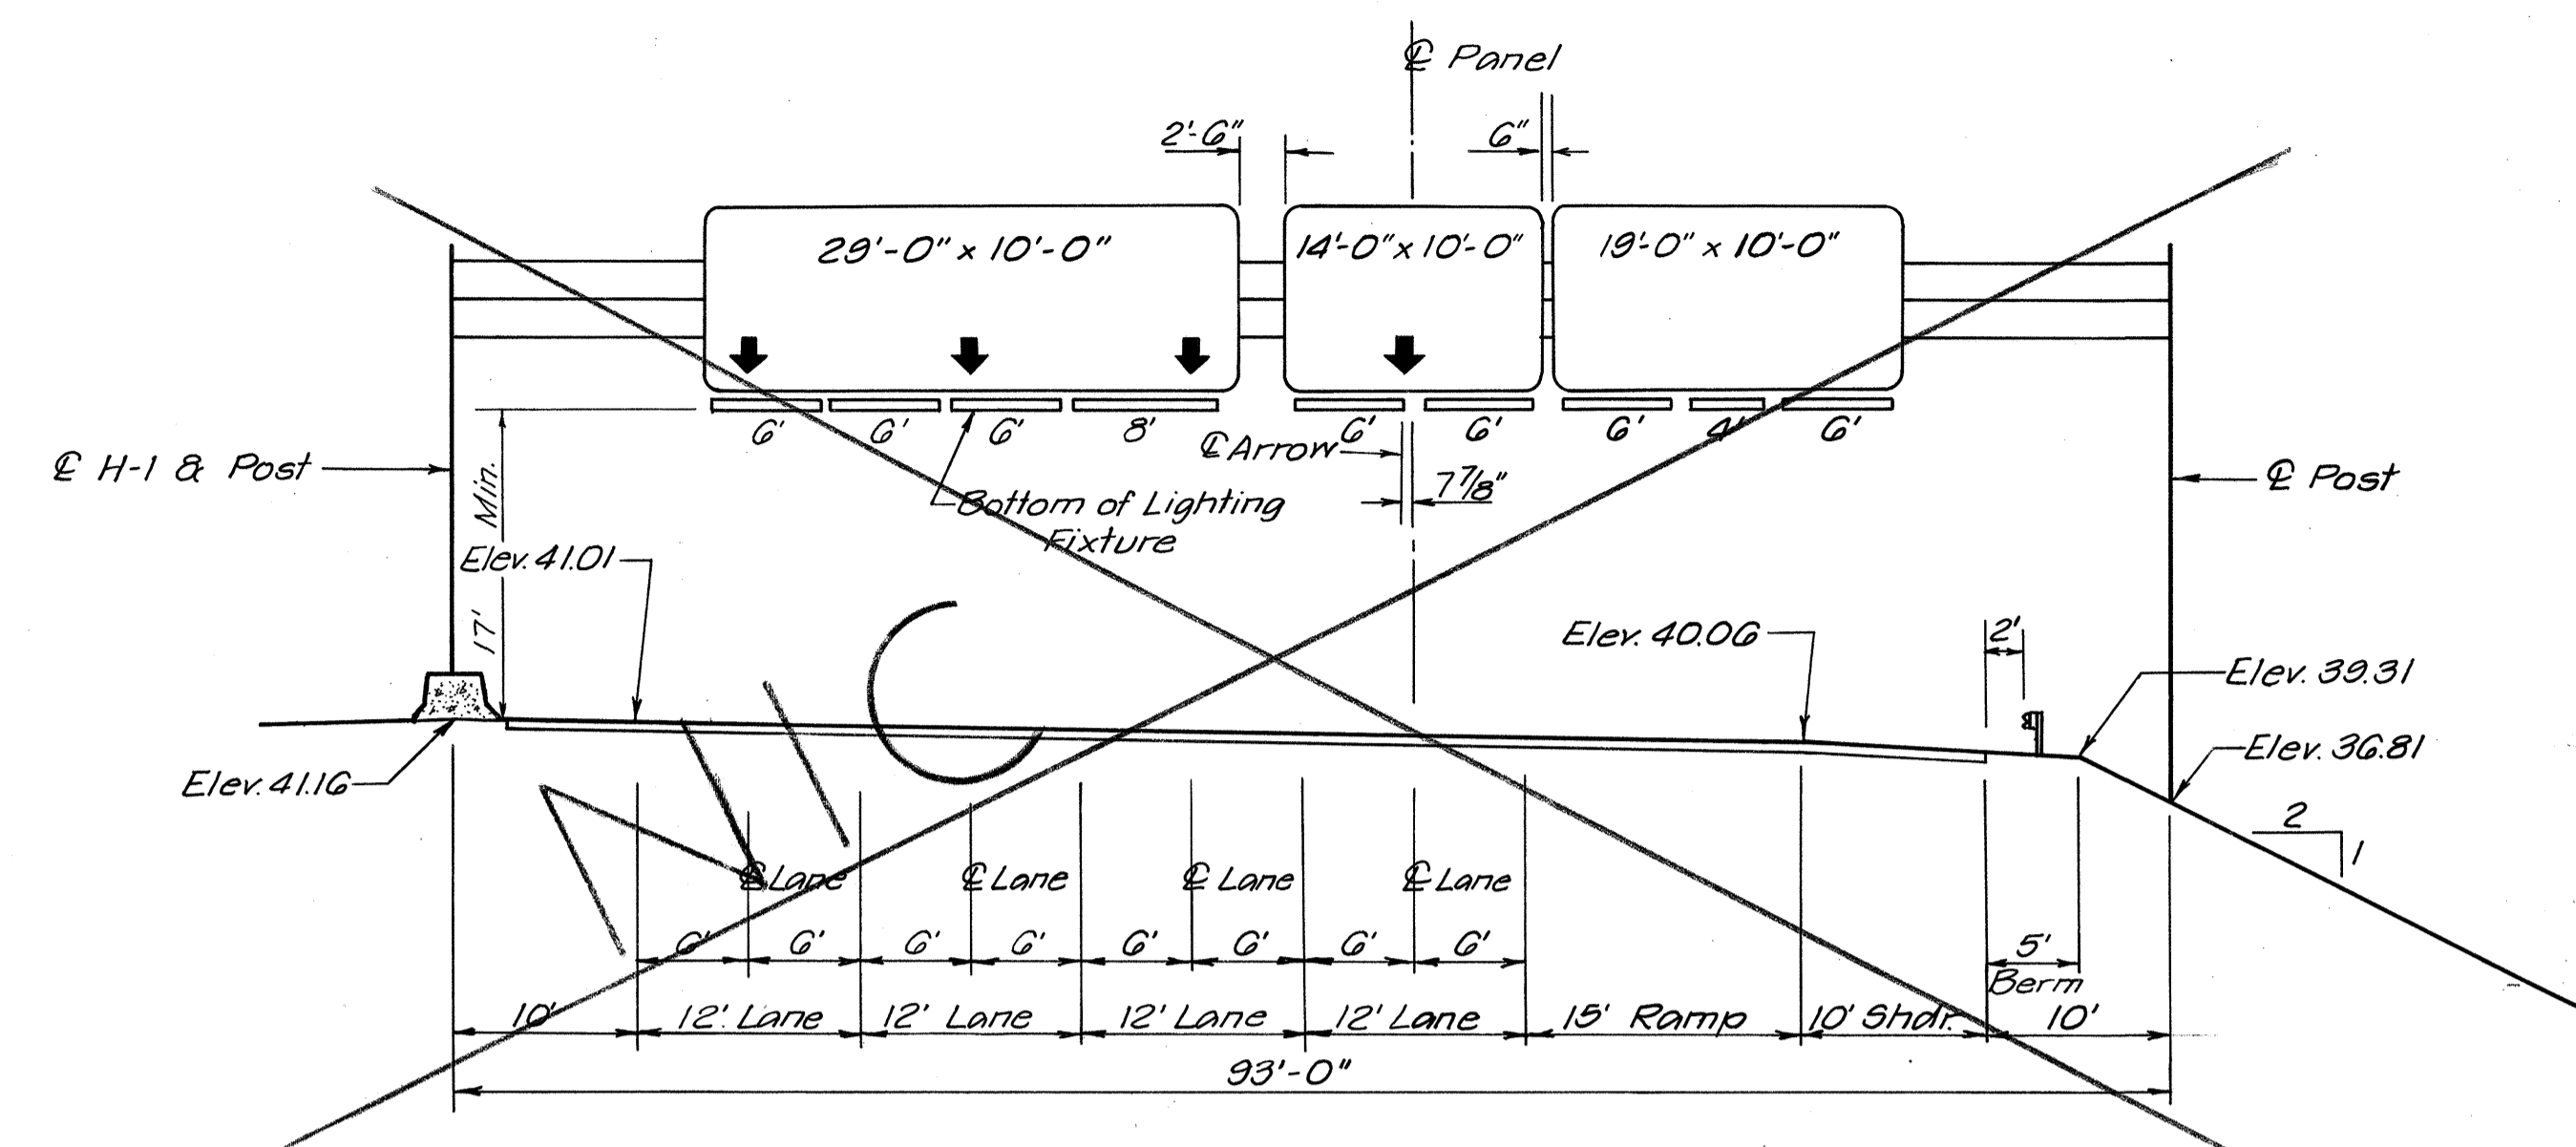 ℄ Panel
2'-6"
6"
29'-0" x 10'-0"
14'-0" x 10'-0"
19'-0" x 10'-0"
6'
6'
6'
8'
6'
6'
6'
4'
6'
℄ Arrow
7 7/8"
℄ H-1 & Post
℄ Post
17' Min.
Bottom of Lighting
Fixture
Elev. 41.01
Elev. 40.06
2'
Elev. 39.31
Elev. 36.81
Elev. 41.16
2
1
℄ Lane
℄ Lane
℄ Lane
℄ Lane
6'
6'
6'
6'
6'
6'
6'
6'
5'
Berm
10'
12' Lane
12' Lane
12' Lane
12' Lane
15' Ramp
10' Shdr.
10'
93'-0"